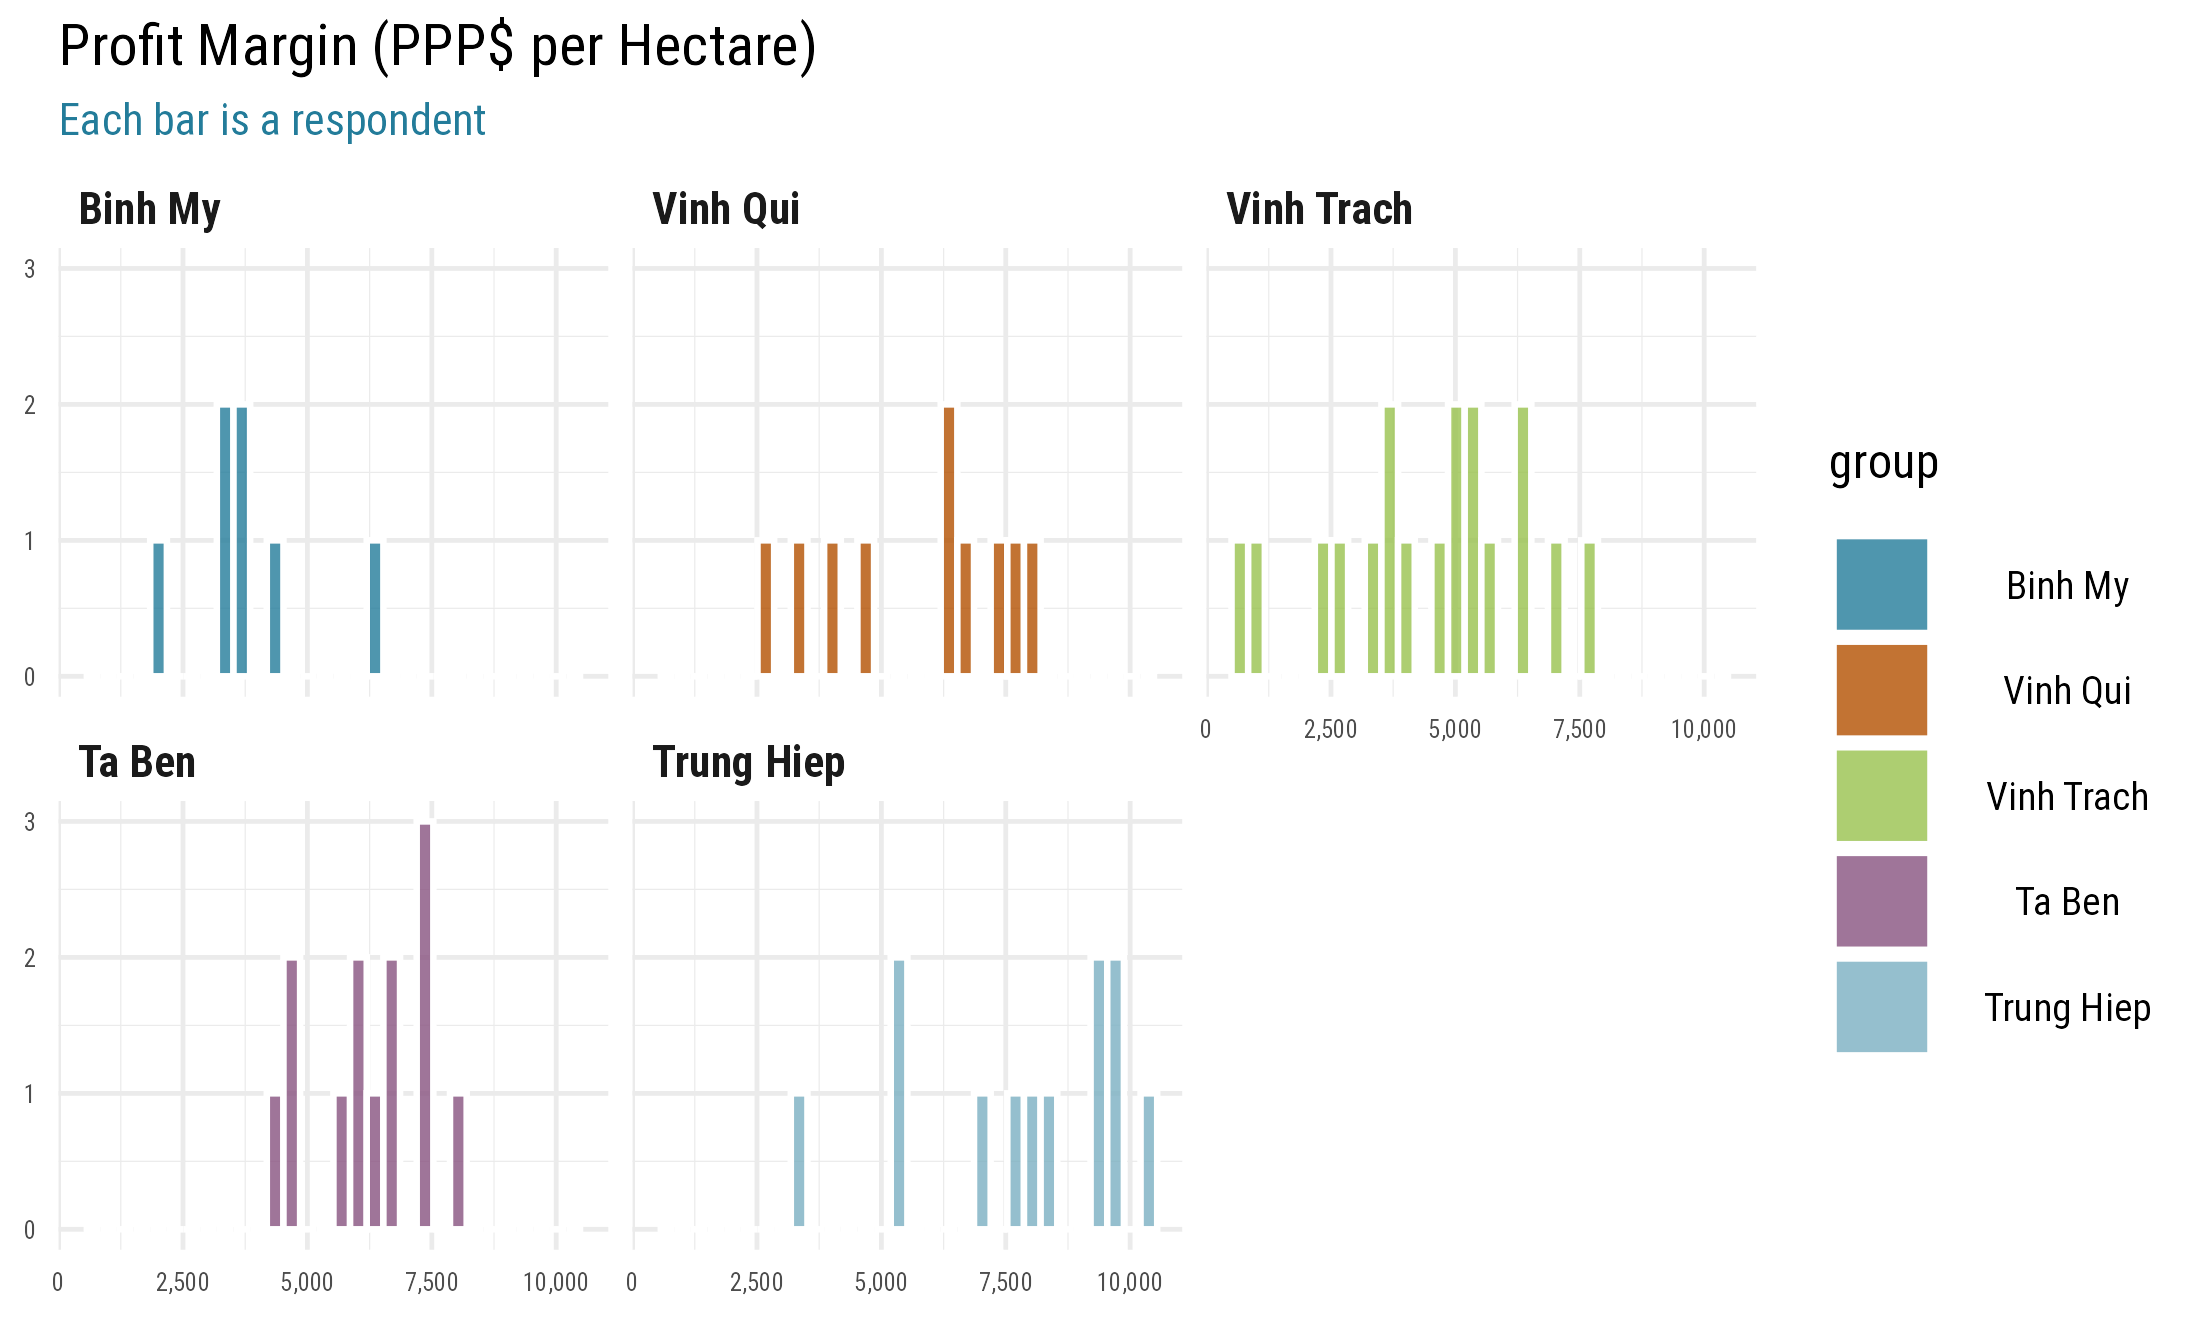 Profit Margin (PPP$ per Hectare)
Each bar is a respondent
Binh My
Vinh Qui
Vinh Trach
3
2
1
0
0 2,500 5,000 7,500 10,000
Ta Ben
Trung Hiep
3
2
1
0
0 2,500 5,000 7,500 10,000
0 2,500 5,000 7,500 10,000
group
Binh My
Vinh Qui
Vinh Trach
Ta Ben
Trung Hiep